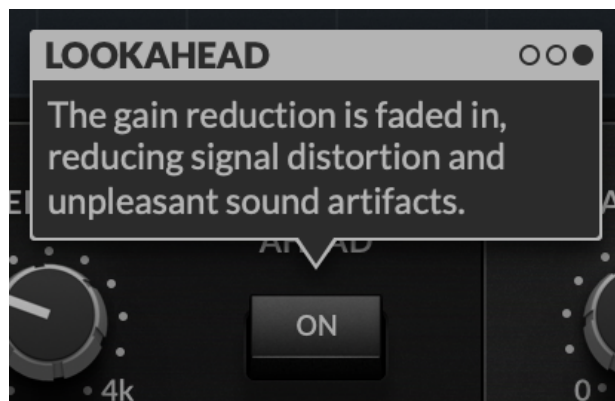 LOOKAHEAD
The gain reduction is faded in,
reducing signal distortion and
unpleasant sound artifacts.
ON
4k
0